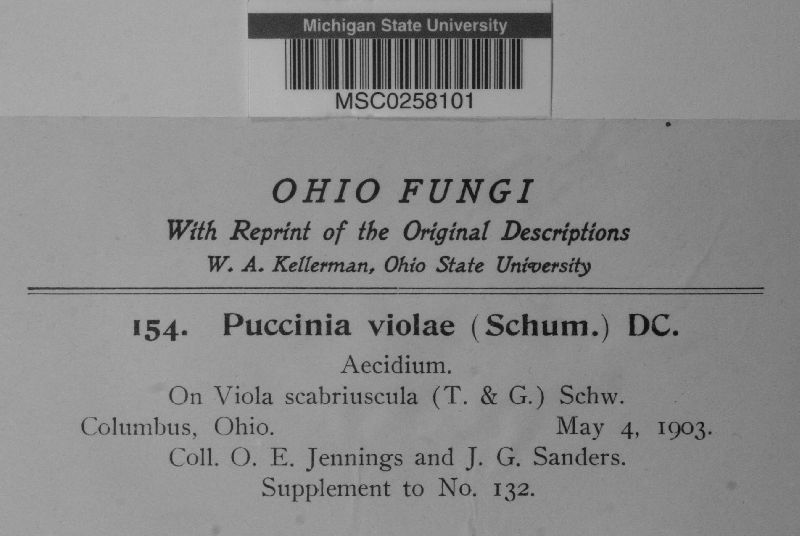 Michigan State University
MSC0258101
OHIO FUNGI
With Reprint of the Original Descriptions
W. A. Kellerman, Ohio State University
154. Puccinia violae (Schum.) DC.
Aecidium.
On Viola scabriuscula (T. & G.) Schw.
Columbus, Ohio. May 4, 1903.
Coll. O. E. Jennings and J. G. Sanders.
Supplement to No. 132.